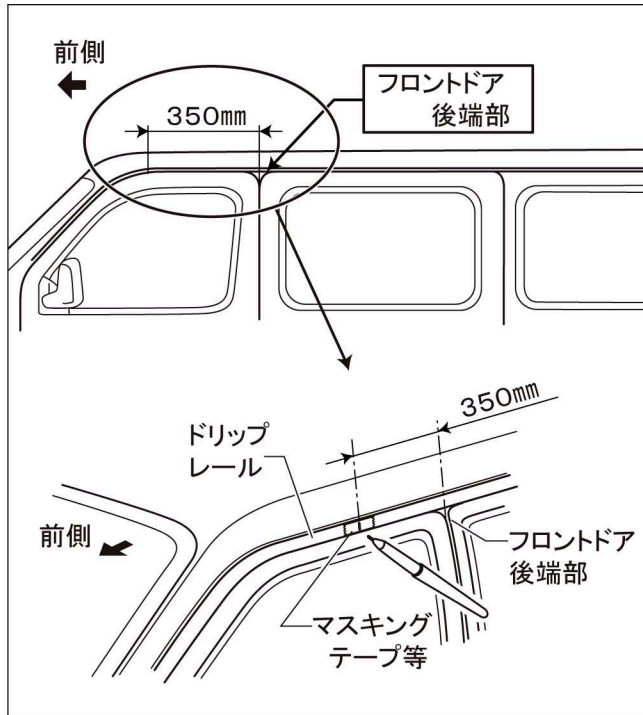 前側
350㎜
フロントドア
後端部
350㎜
ドリップ
レール
前側
フロントドア
後端部
マスキング
テープ等